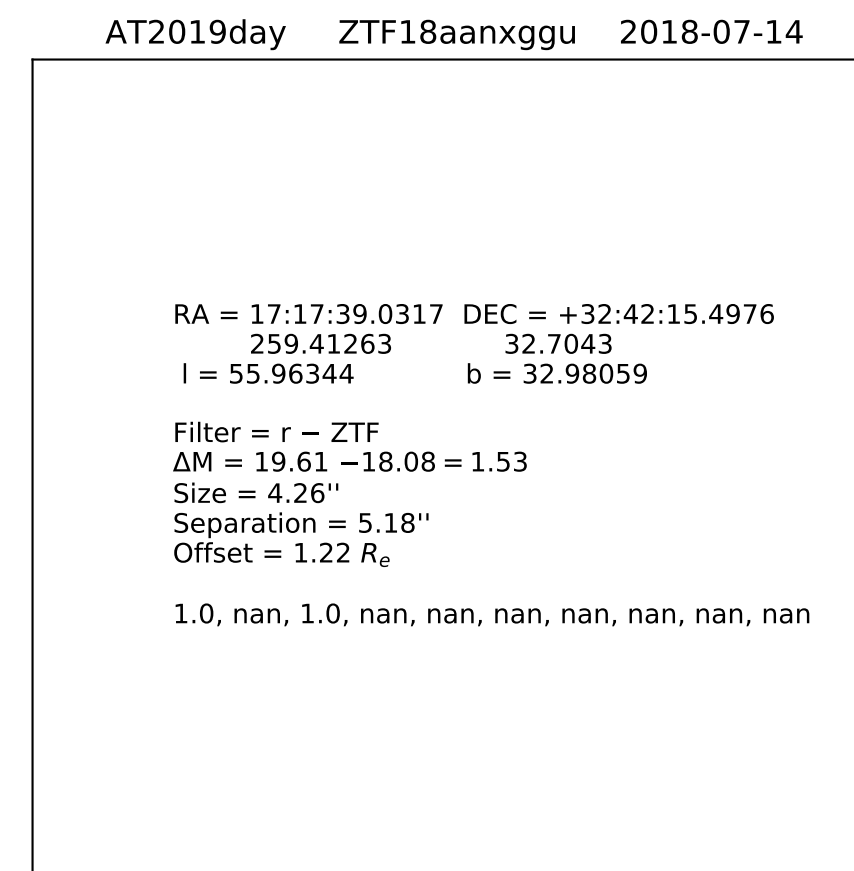 AT2019day ZTF18aanxggu 2018-07-14
RA = 17:17:39.0317 DEC = +32:42:15.4976
259.41263 32.7043
l = 55.96344 b = 32.98059
Filter = r − ZTF
ΔM = 19.61 −18.08 = 1.53
Size = 4.26''
Separation = 5.18''
Offset = 1.22 Re
1.0, nan, 1.0, nan, nan, nan, nan, nan, nan, nan